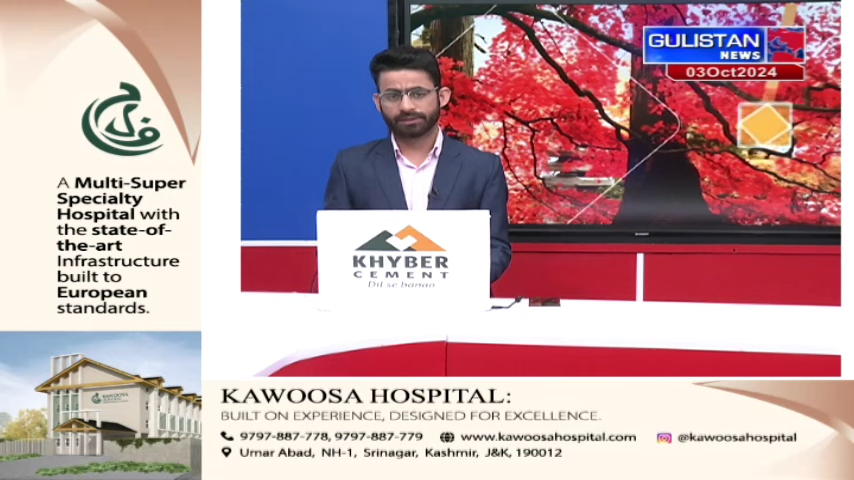 فلاح
A Multi-Super
Specialty
Hospital with
the state-of-
the-art
Infrastructure
built to
European
standards.
GULISTAN
NEWS
03Oct2024
KHYBER
CEMENT
Dil se banao
KAWOOSA
KAWOOSA HOSPITAL:
BUILT ON EXPERIENCE, DESIGNED FOR EXCELLENCE.
9797-887-778, 9797-887-779 www.kawoosahospital.com @kawoosahospital
Umar Abad, NH-1, Srinagar, Kashmir, J&K, 190012